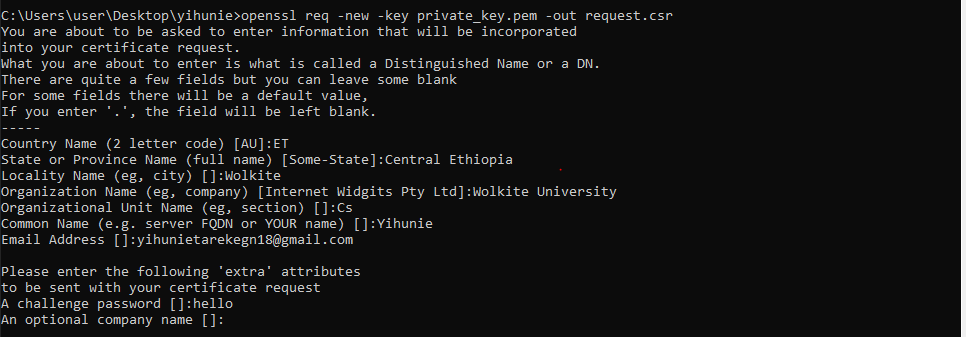 C:\Users\user\Desktop\yihunie>openssl req -new -key private_key.pem -out request.csr
You are about to be asked to enter information that will be incorporated
into your certificate request.
What you are about to enter is what is called a Distinguished Name or a DN.
There are quite a few fields but you can leave some blank
For some fields there will be a default value,
If you enter '.', the field will be left blank.
-----
Country Name (2 letter code) [AU]:ET
State or Province Name (full name) [Some-State]:Central Ethiopia
Locality Name (eg, city) []:Wolkite
Organization Name (eg, company) [Internet Widgits Pty Ltd]:Wolkite University
Organizational Unit Name (eg, section) []:Cs
Common Name (e.g. server FQDN or YOUR name) []:Yihunie
Email Address []:yihunietarekegn18@gmail.com

Please enter the following 'extra' attributes
to be sent with your certificate request
A challenge password []:hello
An optional company name []: